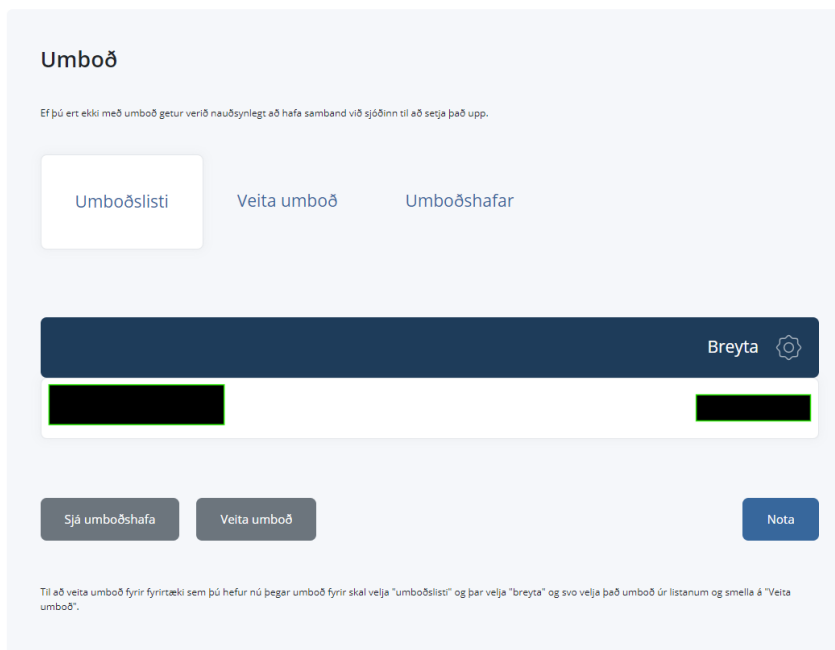 Umboð
Ef þú ert ekki með umboð getur verið nauðsynlegt að hafa samband við sjóðinn til að setja það upp.
Umboðslisti Veita umboð Umboðshafar
Breyta
Sjá umboðshafa Veita umboð Nota
Til að veita umboð fyrir fyrirtæki sem þú hefur nú þegar umboð fyrir skal velja "umboðslisti" og þar velja "breyta" og svo velja það umboð úr listanum og smella á "Veita
umboð".